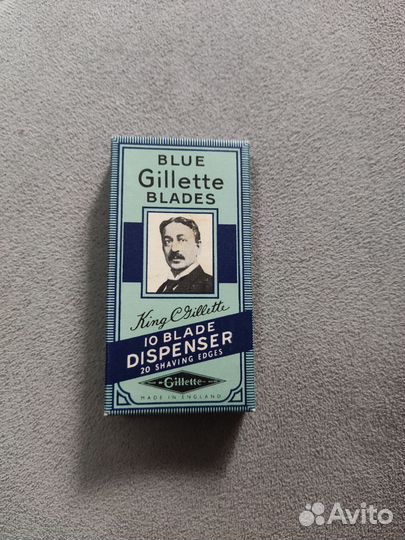 BLUE
Gillette
BLADES
King C Gillette
10 BLADE
DISPENSER
20 SHAVING EDGES
Gillette
MADE IN ENGLAND
Avito